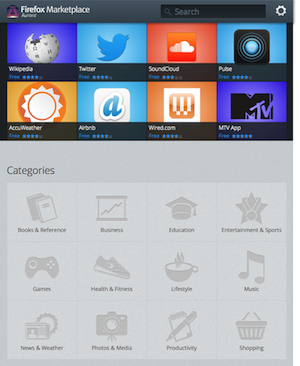 Firefox Marketplace
Aurora
Search
Wikipedia
Free
Twitter
Free
SoundCloud
Free
Pulse
Free
AccuWeather
Free
Airbnb
Free
Wired.com
Free
MTV App
Free
Categories
Books & Reference
Business
Education
Entertainment & Sports
Games
Health & Fitness
Lifestyle
Music
News & Weather
Photos & Media
Productivity
Shopping